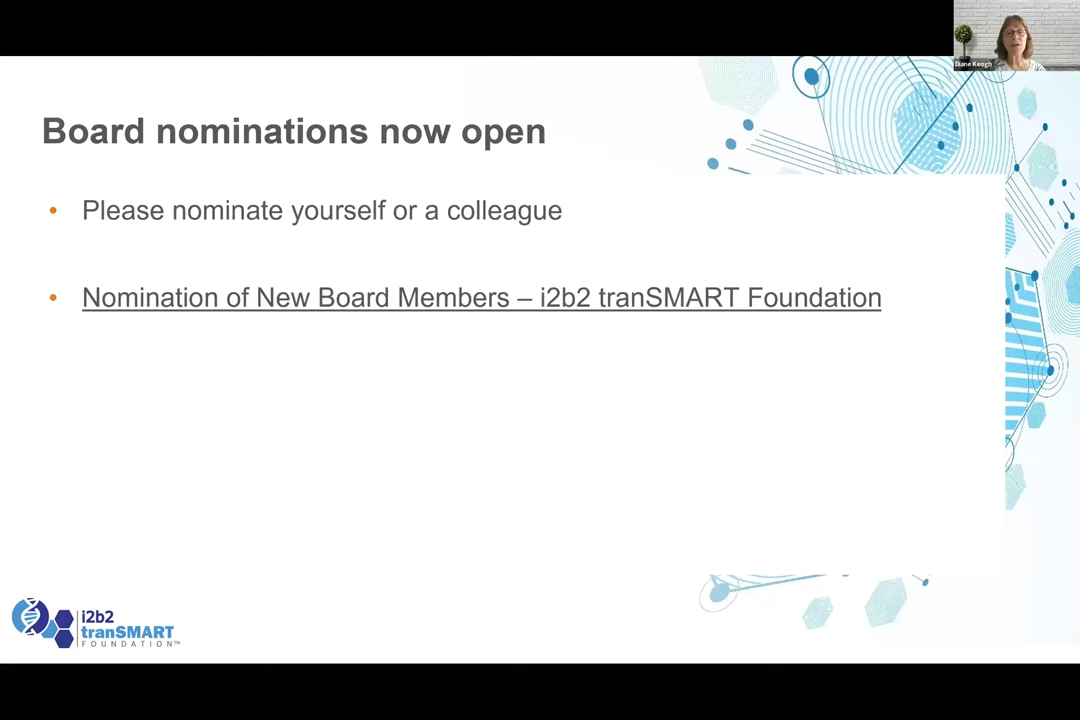 Diane Keogh
Board nominations now open
• Please nominate yourself or a colleague
• Nomination of New Board Members – i2b2 tranSMART Foundation
i2b2
tranSMART
FOUNDATION™